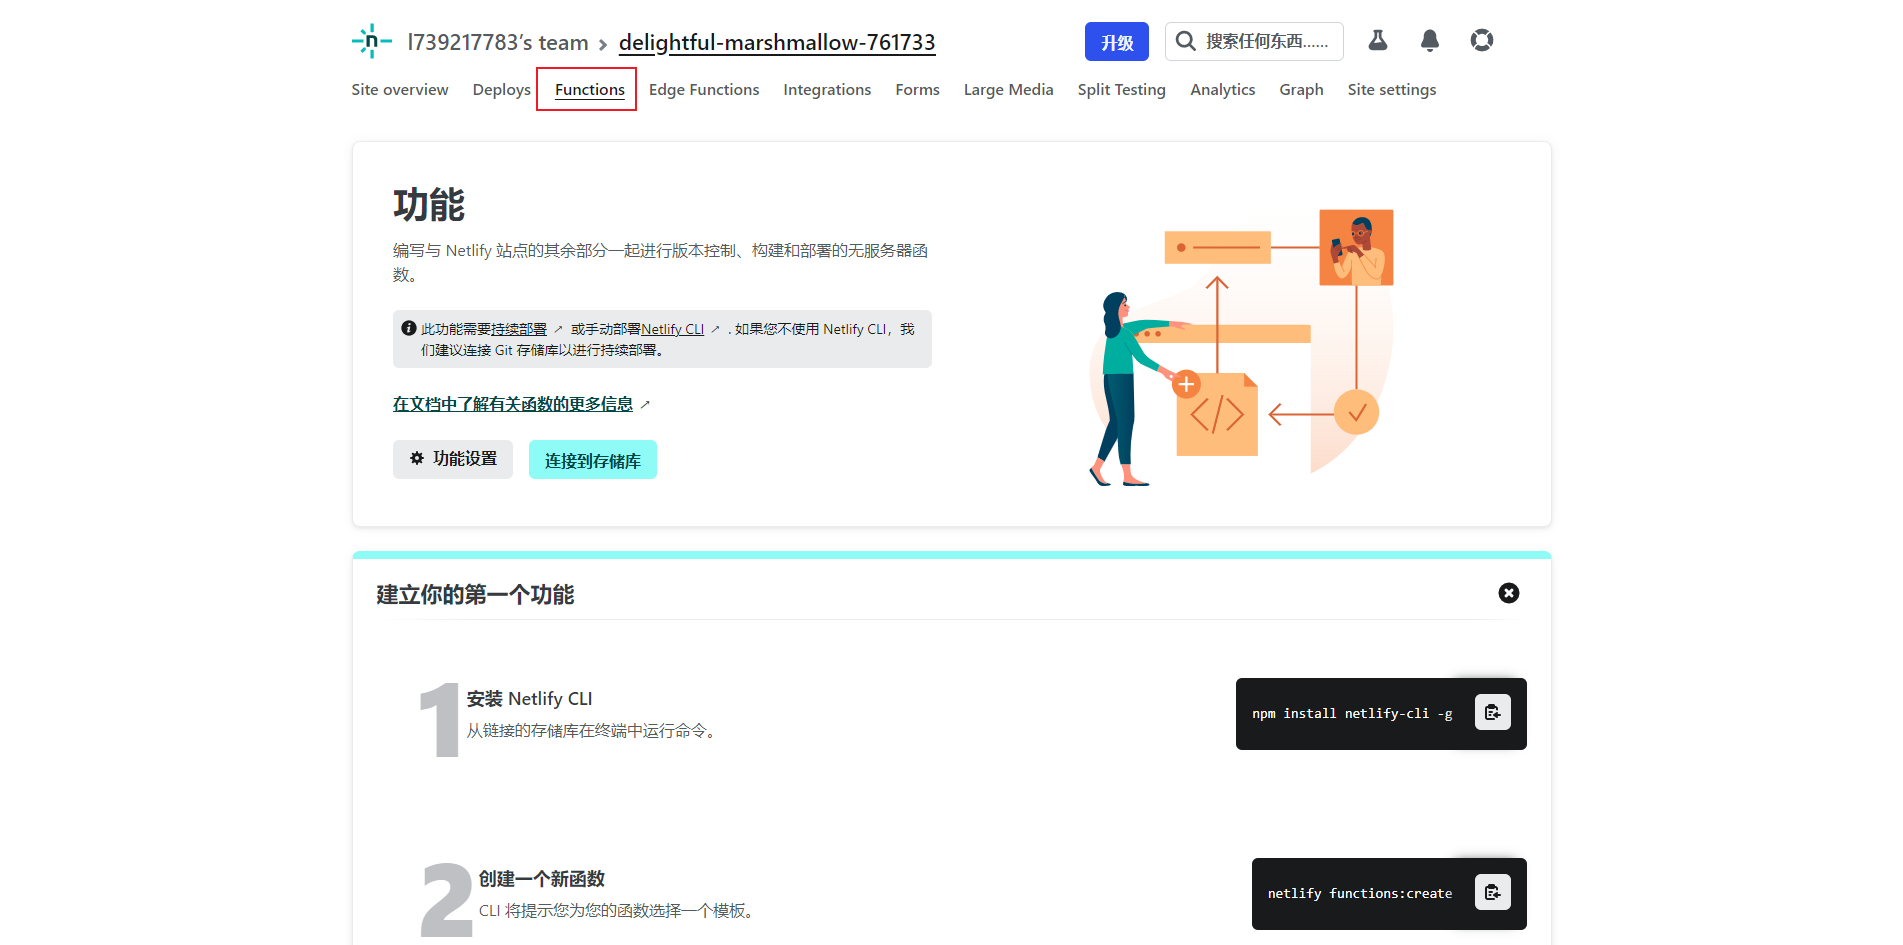 l739217783’s team › delightful-marshmallow-761733
升级
搜索任何东西......
Site overview Deploys Functions Edge Functions Integrations Forms Large Media Split Testing Analytics Graph Site settings
功能
编写与 Netlify 站点的其余部分一起进行版本控制、构建和部署的无服务器函
数。
此功能需要持续部署 ↗ 或手动部署Netlify CLI ↗ . 如果您不使用 Netlify CLI，我
们建议连接 Git 存储库以进行持续部署。
在文档中了解有关函数的更多信息 ↗
功能设置 连接到存储库
建立你的第一个功能
1
安装 Netlify CLI
从链接的存储库在终端中运行命令。
npm install netlify-cli -g
2
创建一个新函数
CLI 将提示您为您的函数选择一个模板。
netlify functions:create